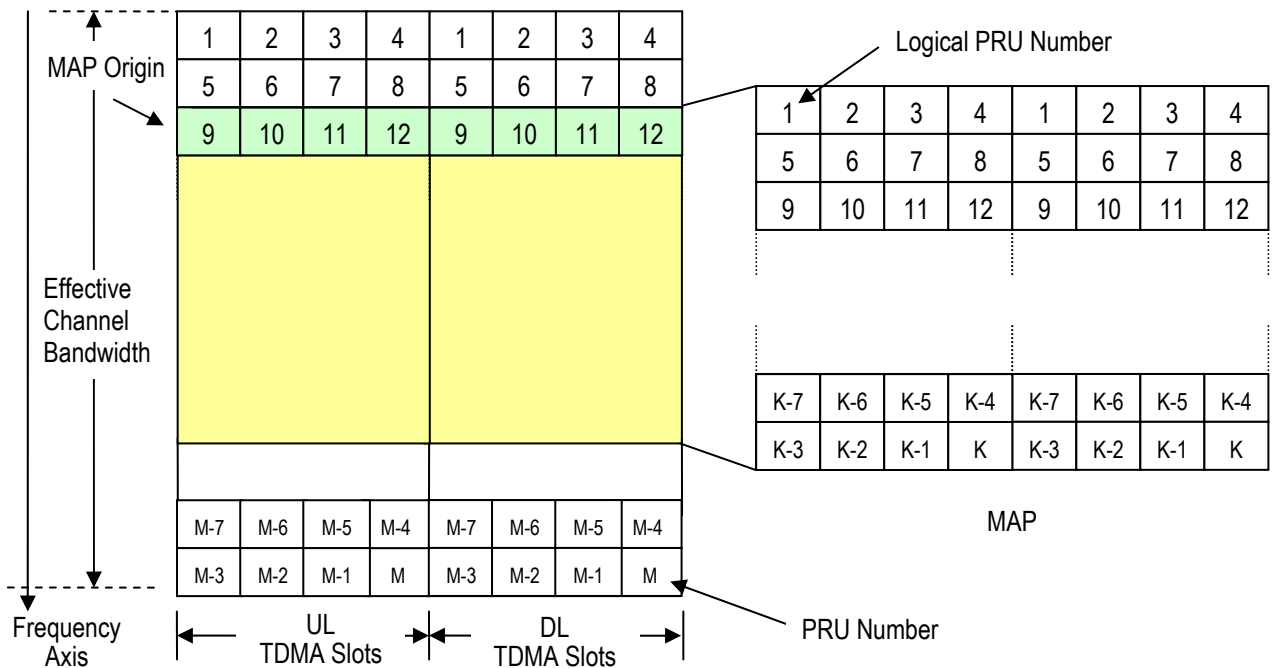 1 2 3 4 1 2 3 4
5 6 7 8 5 6 7 8
9 10 11 12 9 10 11 12
MAP Origin
Effective
Channel
Bandwidth
M-7 M-6 M-5 M-4 M-7 M-6 M-5 M-4
M-3 M-2 M-1 M M-3 M-2 M-1 M
Frequency
Axis
UL
TDMA Slots
DL
TDMA Slots
PRU Number
Logical PRU Number
1 2 3 4 1 2 3 4
5 6 7 8 5 6 7 8
9 10 11 12 9 10 11 12
K-7 K-6 K-5 K-4 K-7 K-6 K-5 K-4
K-3 K-2 K-1 K K-3 K-2 K-1 K
MAP